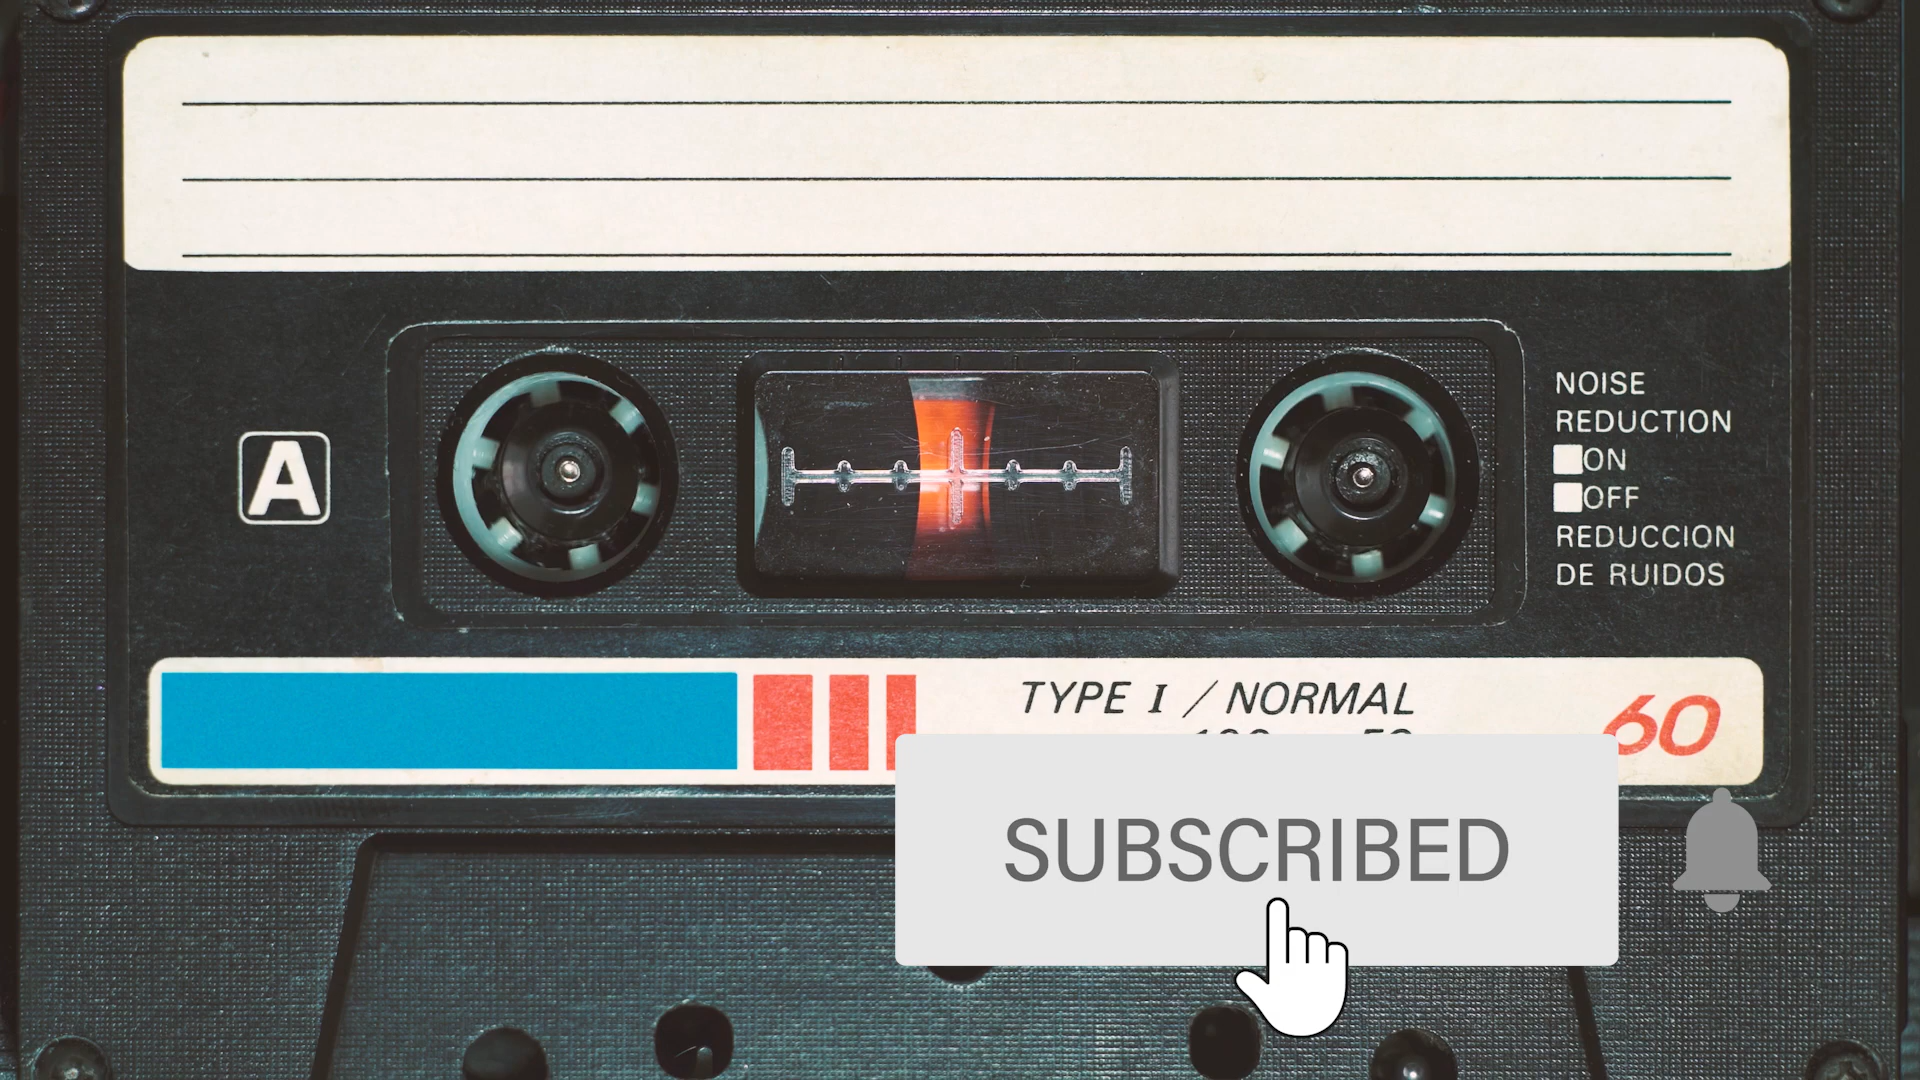 A
NOISE
REDUCTION
ON
OFF
REDUCCION
DE RUIDOS
TYPE I / NORMAL
60
SUBSCRIBED